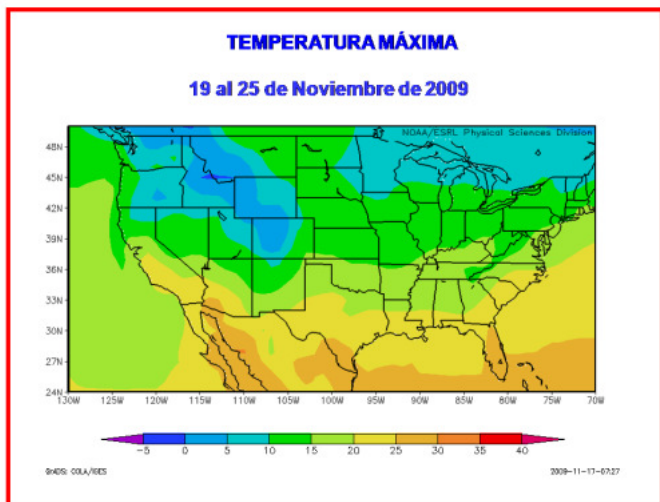 TEMPERATURA MÁXIMA
19 al 25 de Noviembre de 2009
NOAA/ESRL Physical Sciences Division
48N
45N
42N
39N
36N
33N
30N
27N
24N
130W 125W 120W 115W 110W 105W 100W 95W 90W 85W 80W 75W 70W
-5 0 5 10 15 20 25 30 35 40
GrADS: COLA/IGES 2009-11-17-07:27